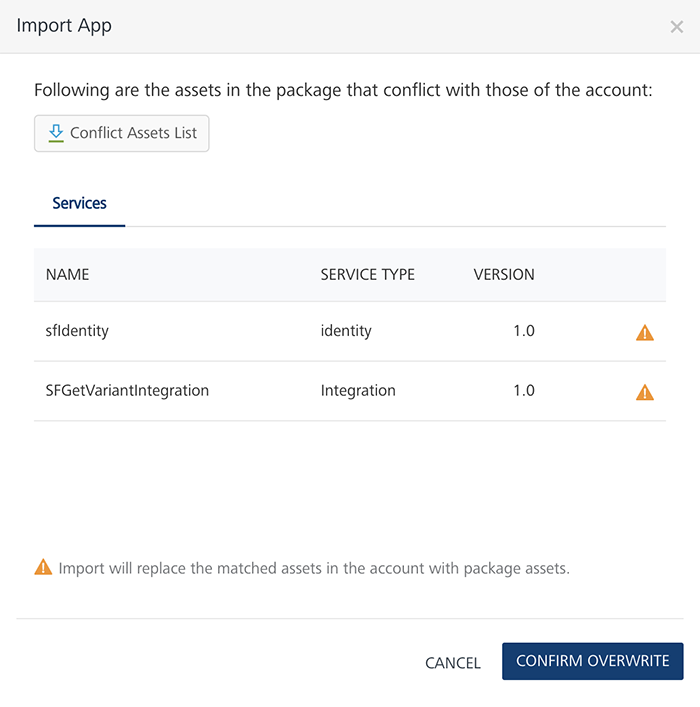 Import App
Following are the assets in the package that conflict with those of the account:
Conflict Assets List
Services
NAME SERVICE TYPE VERSION
sfIdentity identity 1.0
SFGetVariantIntegration Integration 1.0
Import will replace the matched assets in the account with package assets.
CANCEL CONFIRM OVERWRITE